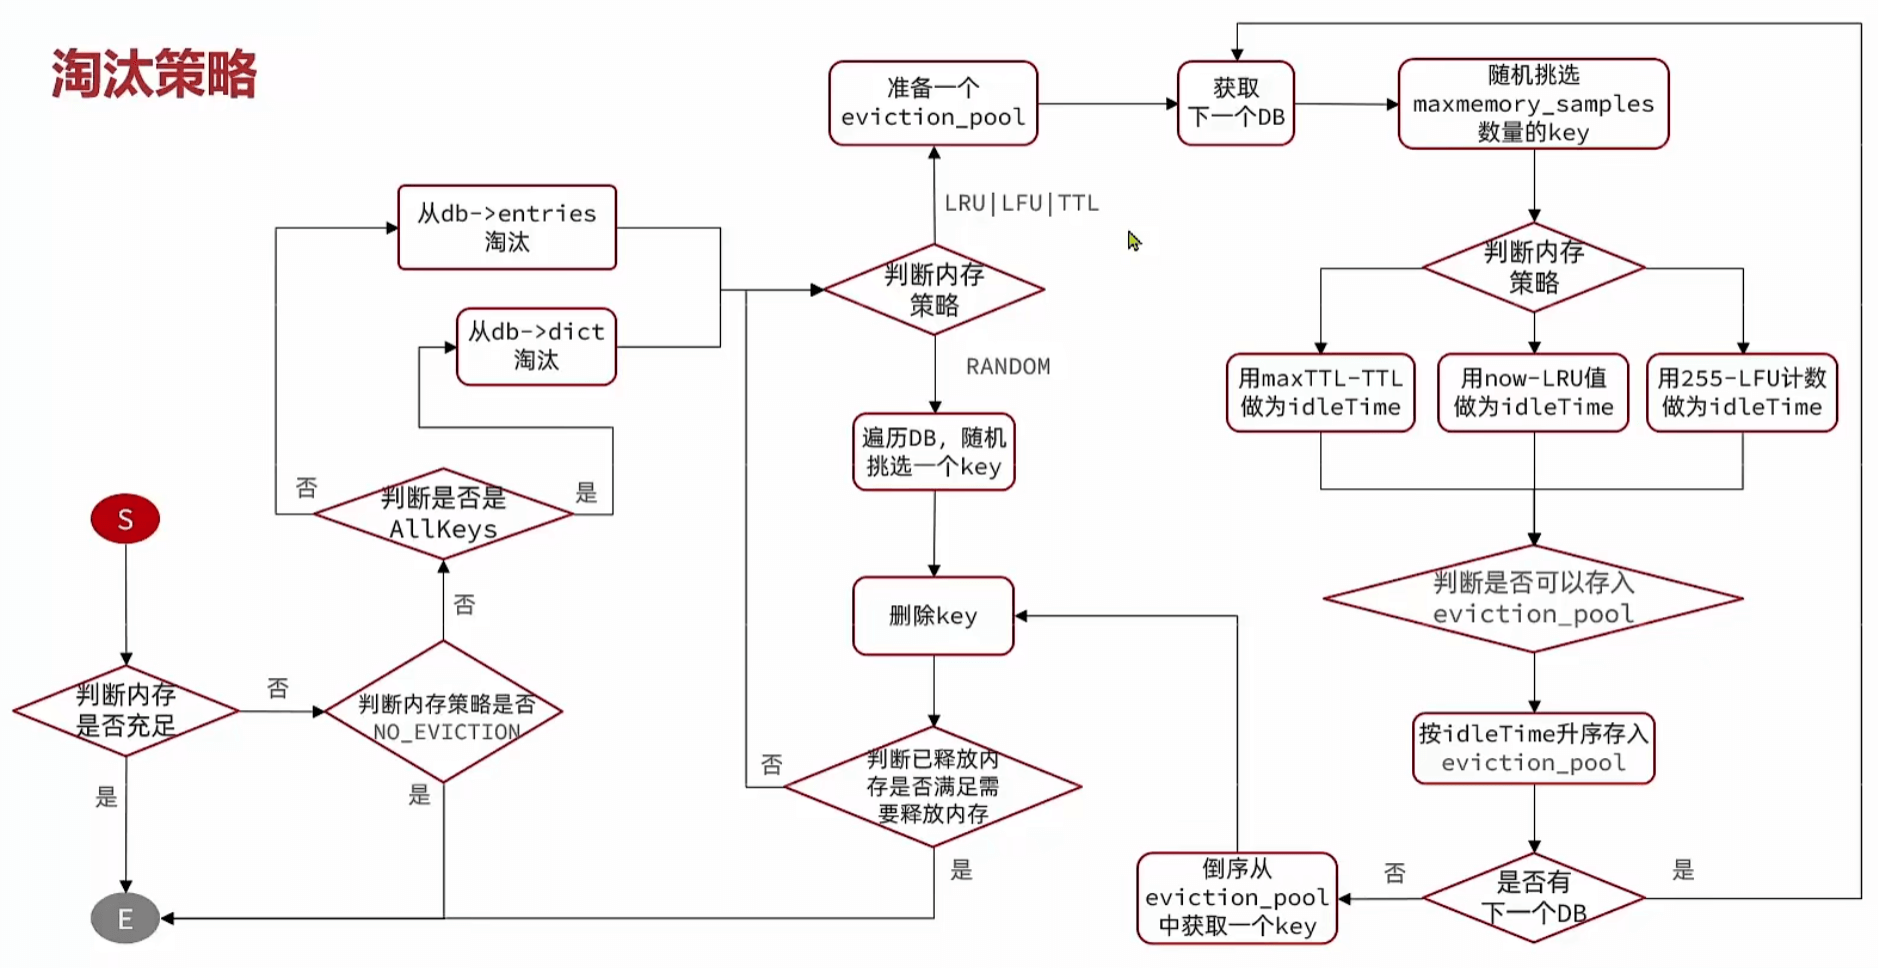 淘汰策略
S
判断内存
是否充足
是
否
E
判断内存策略是否
NO_EVICTION
是
否
判断是否是
AllKeys
否
是
从db->entries
淘汰
从db->dict
淘汰
判断内存
策略
LRU|LFU|TTL
RANDOM
准备一个
eviction_pool
获取
下一个DB
随机挑选
maxmemory_samples
数量的key
判断内存
策略
用maxTTL-TTL
做为idleTime
用now-LRU值
做为idleTime
用255-LFU计数
做为idleTime
判断是否可以存入
eviction_pool
按idleTime升序存入
eviction_pool
是否有
下一个DB
是
否
倒序从
eviction_pool
中获取一个key
遍历DB，随机
挑选一个key
删除key
判断已释放内
存是否满足需
要释放内存
否
是